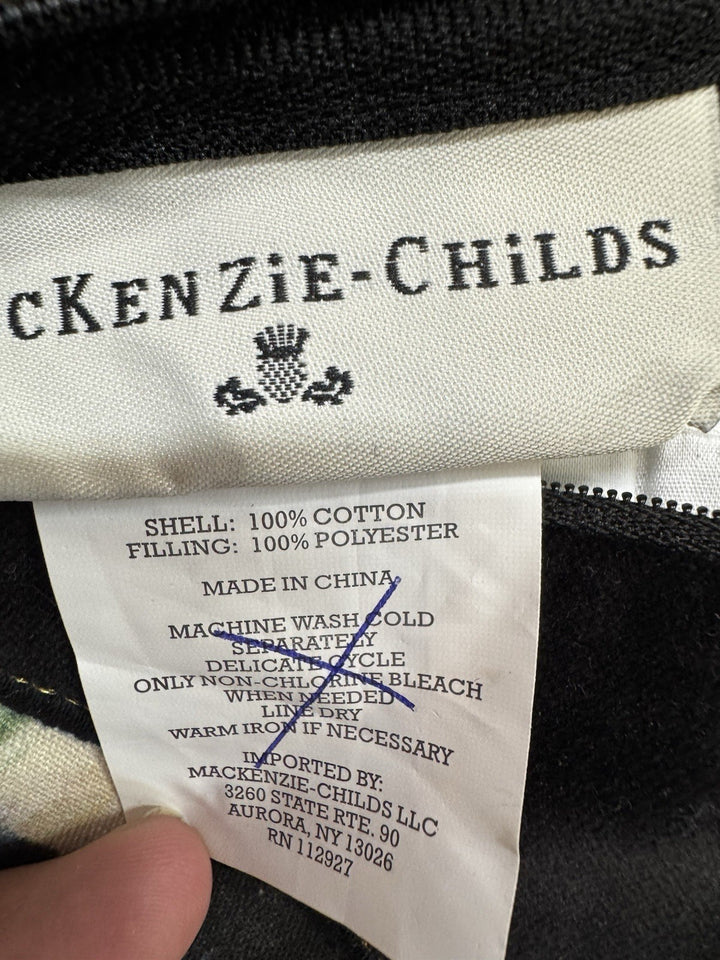 cKENZiE-CHiLDS
SHELL: 100% COTTON
FILLING: 100% POLYESTER
MADE IN CHINA
MACHINE WASH COLD
SEPARATELY
DELICATE CYCLE
ONLY NON-CHLORINE BLEACH
WHEN NEEDED
LINE DRY
WARM IRON IF NECESSARY
IMPORTED BY:
MACKENZIE-CHILDS LLC
3260 STATE RTE. 90
AURORA, NY 13026
RN 112927